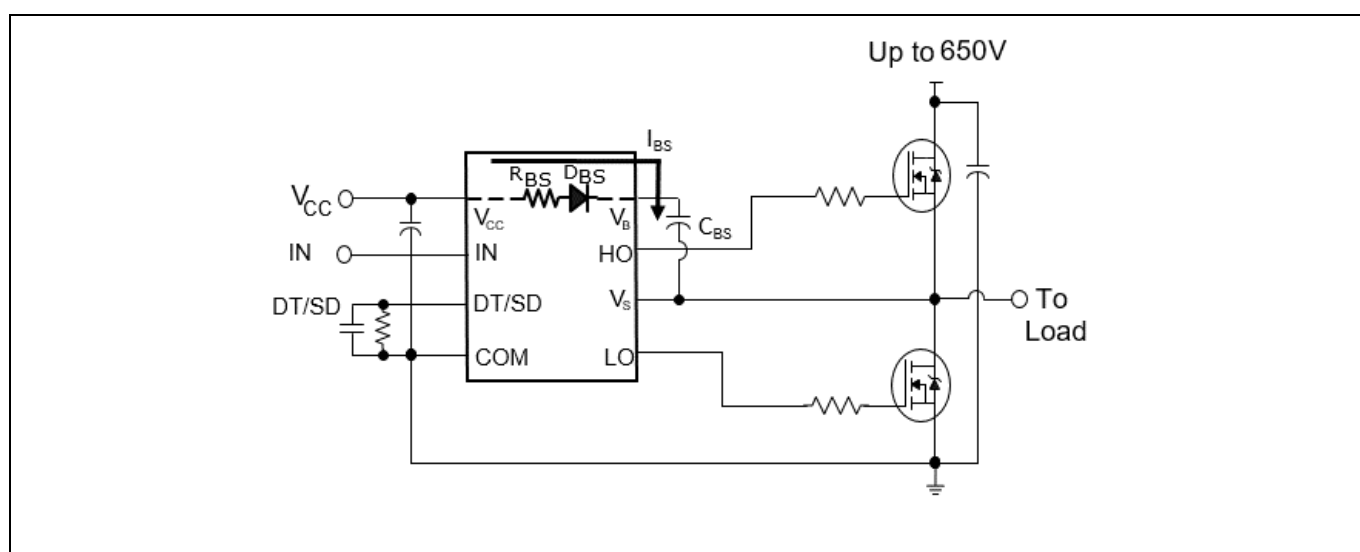 Up to 650V
I_BS
R_BS D_BS
V_CC
V_CC
V_B
C_BS
IN
IN
HO
DT/SD
DT/SD
V_S
To
Load
COM
LO